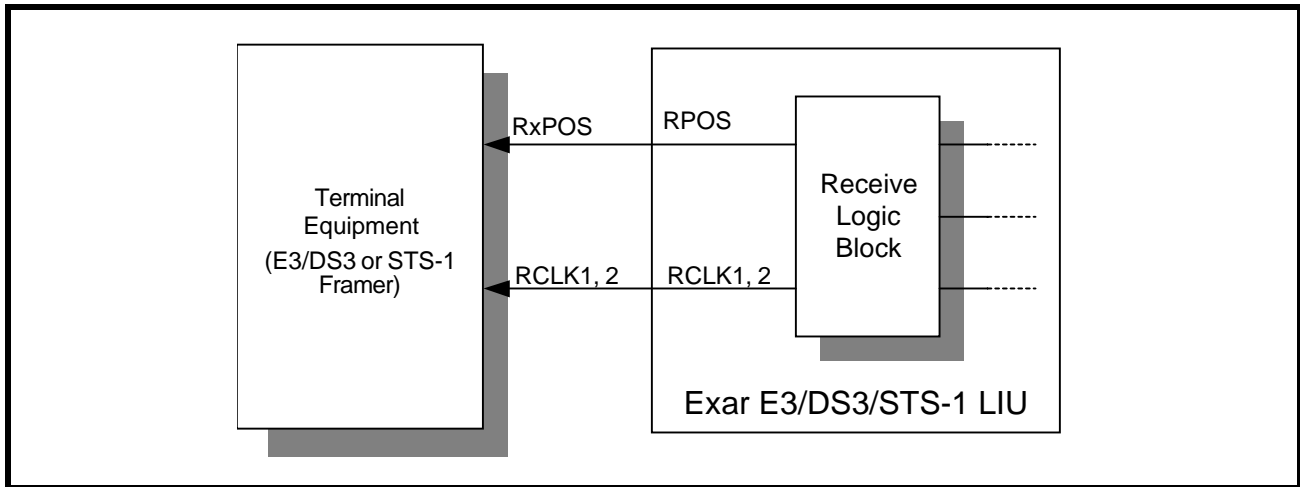 RxPOS
RPOS
Terminal
Equipment
(E3/DS3 or STS-1
Framer)
Receive
Logic
Block
RCLK1, 2
RCLK1, 2
Exar E3/DS3/STS-1 LIU